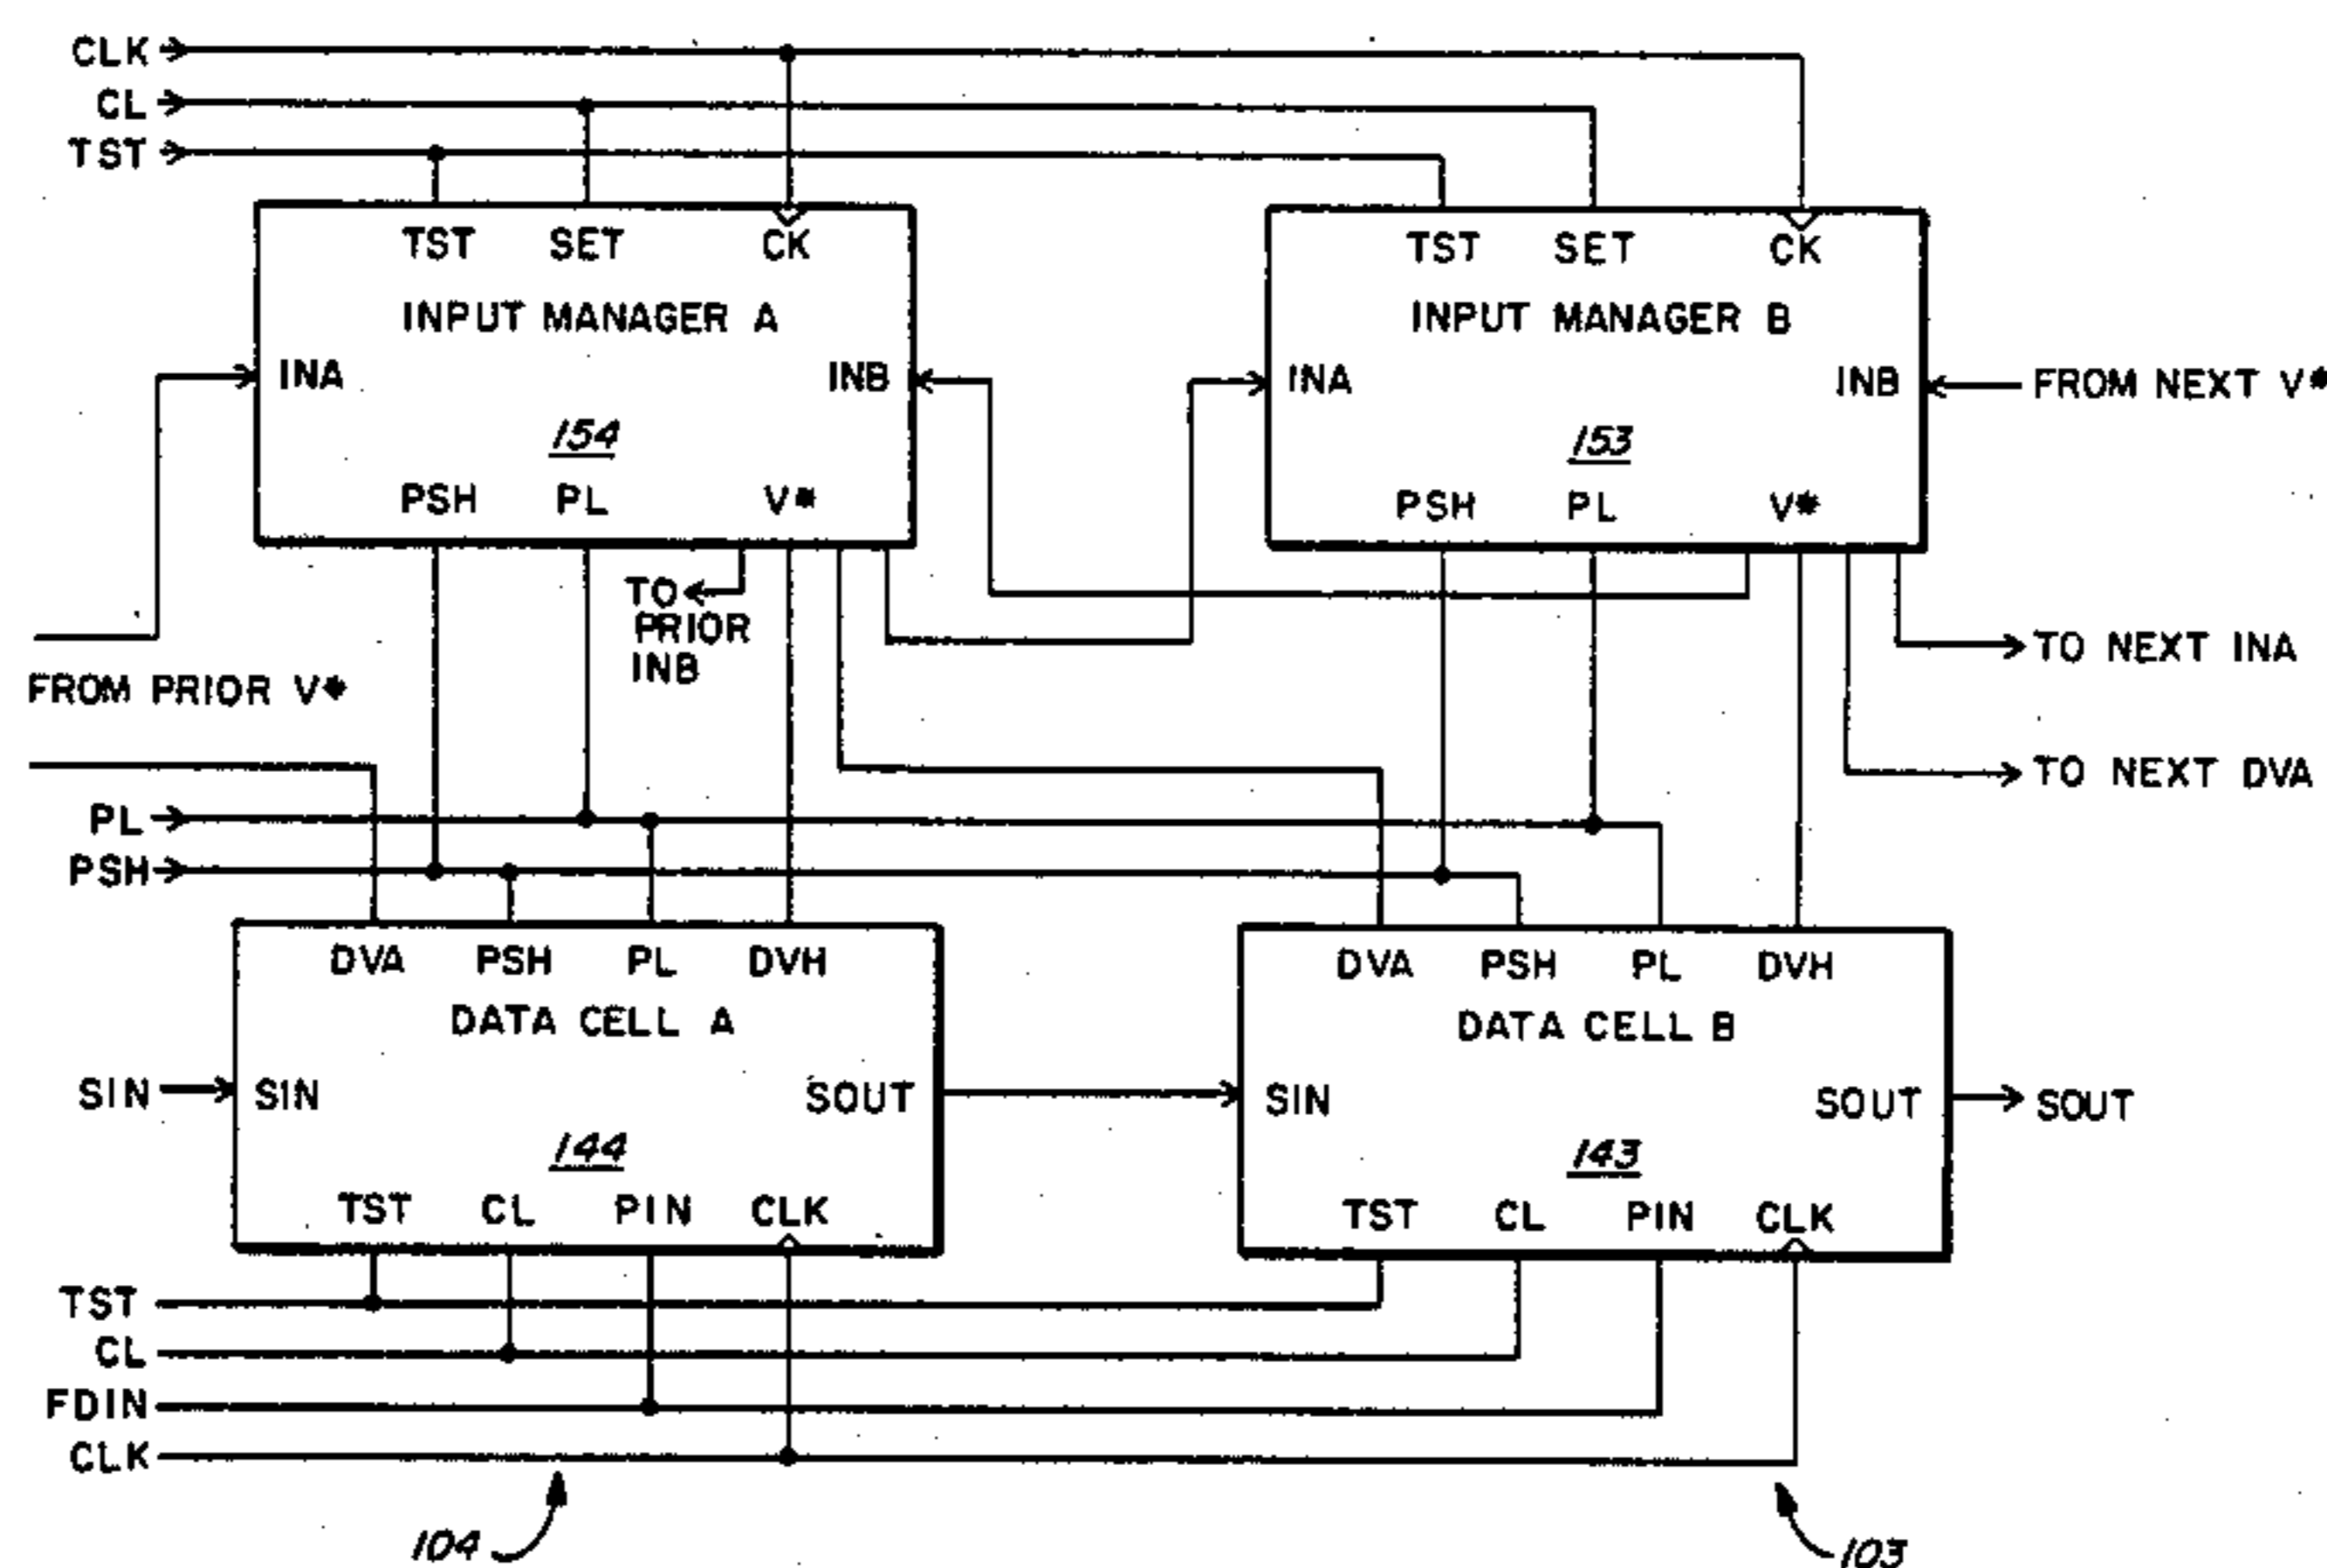 CLK
CL
TST
TST SET CK
INPUT MANAGER A
INA INB
154
PSH PL V*
TST SET CK
INPUT MANAGER B
INA INB
153
PSH PL V*
FROM NEXT V*
TO
PRIOR
INB
FROM PRIOR V*
TO NEXT INA
TO NEXT DVA
PL
PSH
DVA PSH PL DVH
DATA CELL A
SIN
SIN SOUT
144
TST CL PIN CLK
DVA PSH PL DVH
DATA CELL B
SIN SOUT
SOUT
143
TST CL PIN CLK
TST
CL
FDIN
CLK
104
103